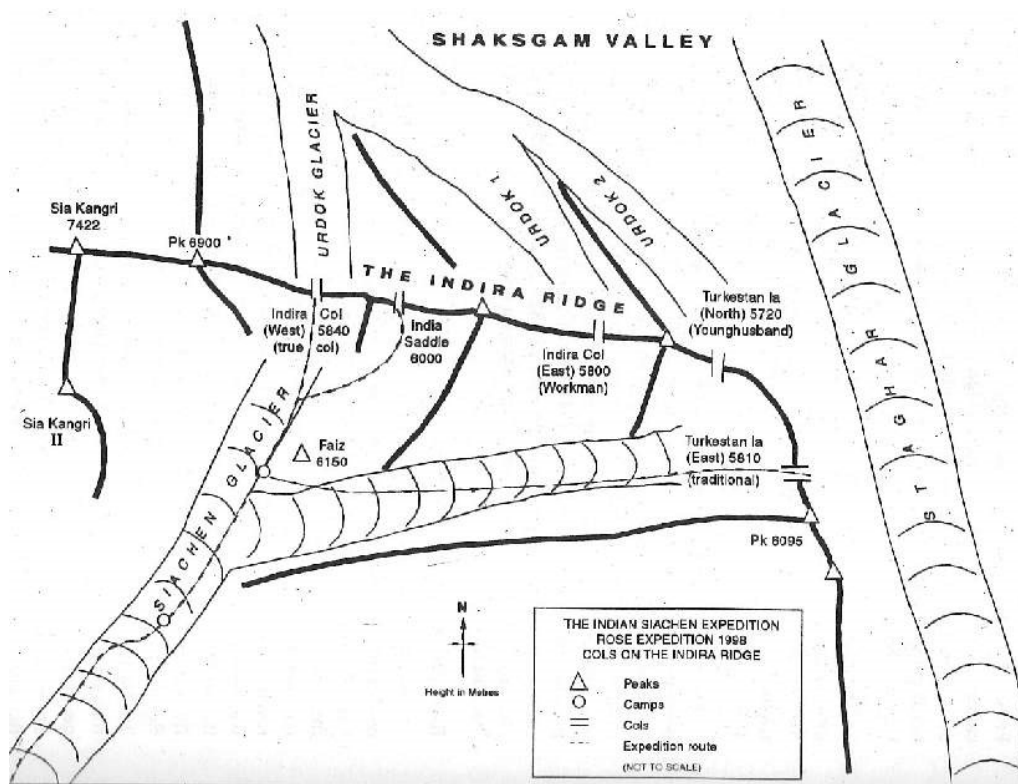 SHAKSGAM VALLEY
URDOK GLACIER
URDOK 1
URDOK 2
STAGHAR GLACIER
Sia Kangri
7422
Pk 6900
THE INDIRA RIDGE
Turkestan la
(North) 5720
(Younghusband)
Indira Col
(West) 5840
(true col)
India
Saddle
6000
Indira Col
(East) 5800
(Workman)
Sia Kangri
II
Faiz
6150
SIACHEN GLACIER
Turkestan la
(East) 5810
(traditional)
Pk 6095
N
Height in Metres
THE INDIAN SIACHEN EXPEDITION
ROSE EXPEDITION 1998
COLS ON THE INDIRA RIDGE
Peaks
Camps
Cols
Expedition route
(NOT TO SCALE)